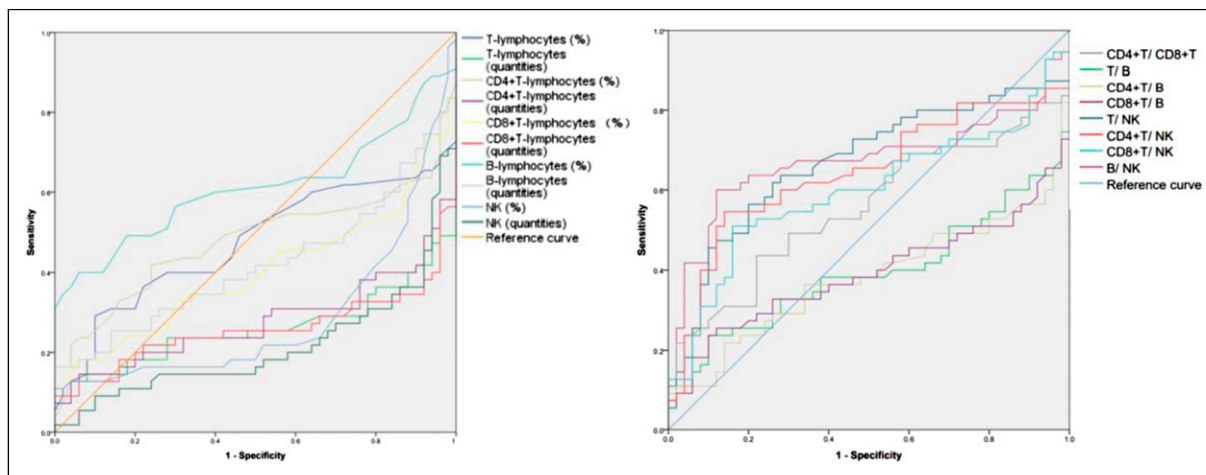 1.0
0.8
0.6
0.4
0.2
0.0
Sensitivity
0.0
0.2
0.4
0.6
0.8
1.0
1 - Specificity
T-lymphocytes (%)
T-lymphocytes
(quantities)
CD4+T-lymphocytes (%)
CD4+T-lymphocytes
(quantities)
CD8+T-lymphocytes (%)
CD8+T-lymphocytes
(quantities)
B-lymphocytes (%)
B-lymphocytes
(quantities)
NK (%)
NK (quantities)
Reference curve
1.0
0.8
0.6
0.4
0.2
0.0
Sensitivity
0.0
0.2
0.4
0.6
0.8
1.0
1 - Specificity
CD4+T/ CD8+T
T/ B
CD4+T/ B
CD8+T/ B
T/ NK
CD4+T/ NK
CD8+T/ NK
B/ NK
Reference curve